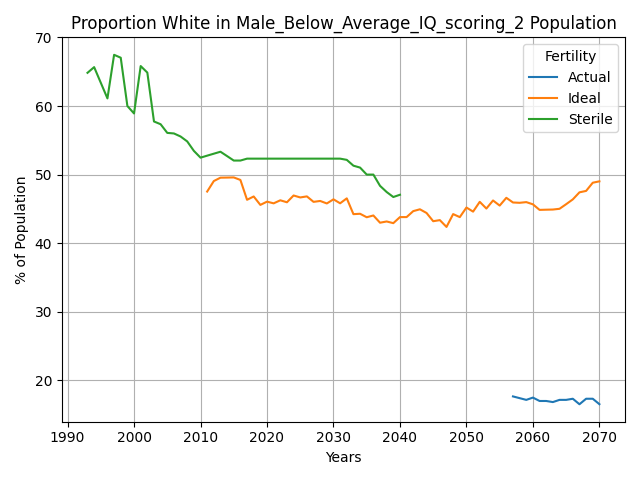 Proportion White in Male_Below_Average_IQ_scoring_2 Population
70
60
50
40
30
20
% of Population
Fertility
Actual
Ideal
Sterile
1990 2000 2010 2020 2030 2040 2050 2060 2070
Years